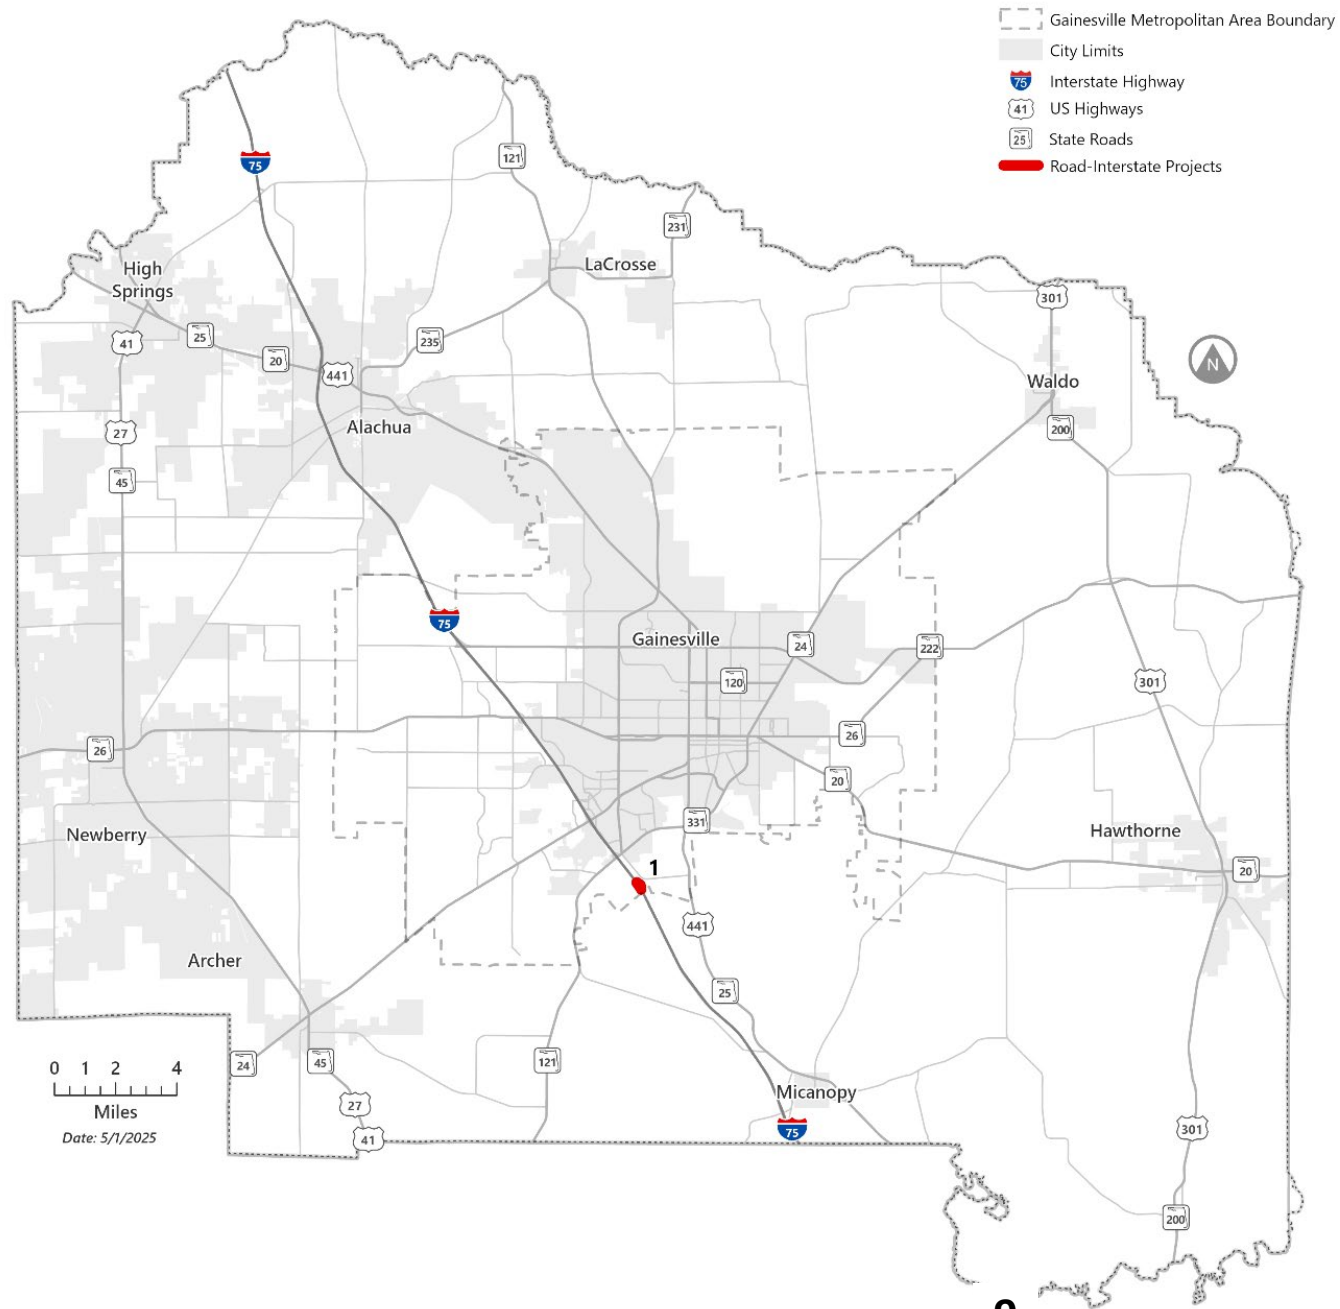 Gainesville Metropolitan Area Boundary
City Limits
75 Interstate Highway
41 US Highways
25 State Roads
Road-Interstate Projects
75
121
231
LaCrosse
High
Springs
301
41
25
20
235
441
N
Waldo
Alachua
27
200
45
75
Gainesville
24
222
120
301
26
26
20
331
Newberry
Hawthorne
1
20
441
Archer
25
0 1 2 4
Miles
Date: 5/1/2025
24
45
121
27
Micanopy
75
41
301
200